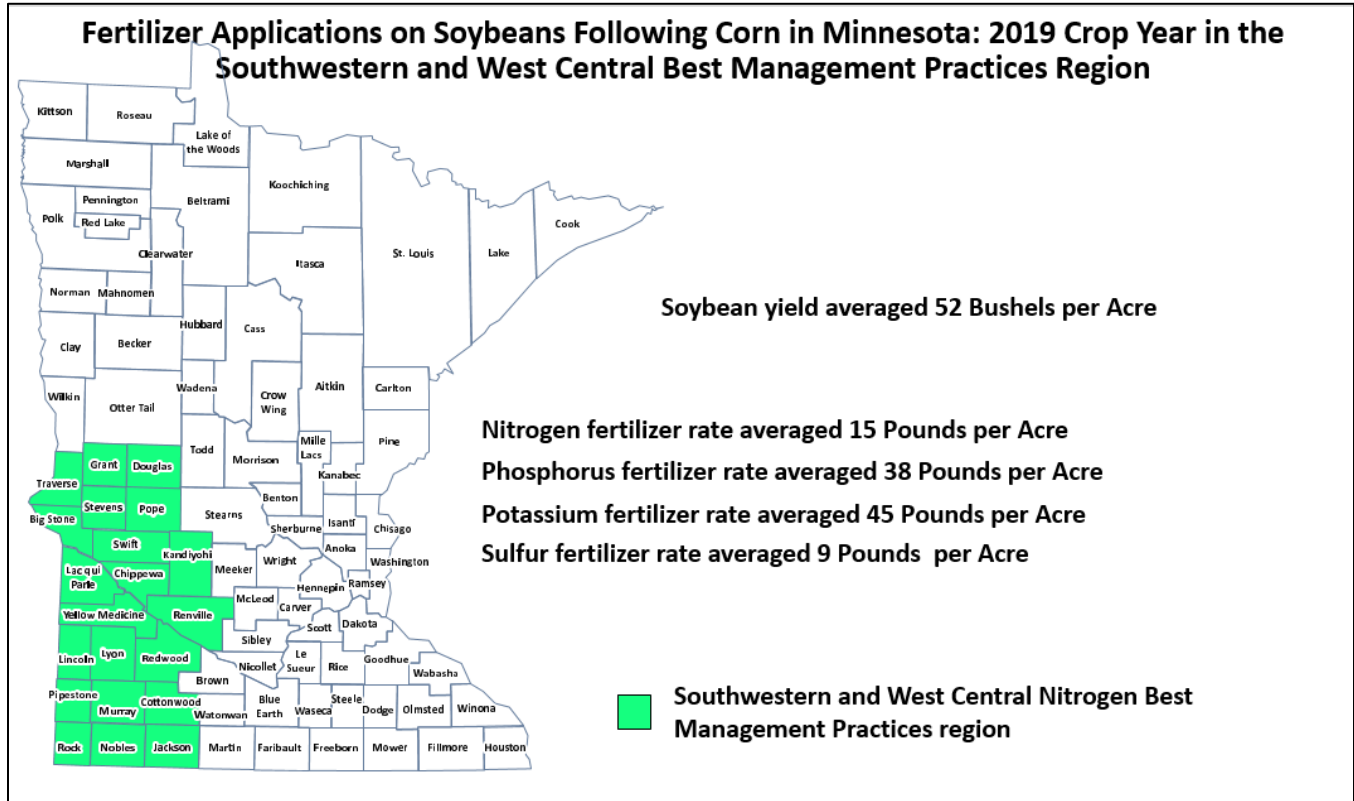 Fertilizer Applications on Soybeans Following Corn in Minnesota: 2019 Crop Year in the
Southwestern and West Central Best Management Practices Region
Kittson
Roseau
Lake of
the Woods
Marshall
Koochiching
Pennington
Beltrami
Polk
Red Lake
Cook
Clearwater
St. Louis
Lake
Itasca
Norman
Mahnomen
Hubbard
Cass
Soybean yield averaged 52 Bushels per Acre
Clay
Becker
Wadena
Aitkin
Carlton
Wilkin
Otter Tail
Crow
Wing
Nitrogen fertilizer rate averaged 15 Pounds per Acre
Todd
Mille
Lacs
Pine
Morrison
Grant
Douglas
Phosphorus fertilizer rate averaged 38 Pounds per Acre
Kanabec
Traverse
Benton
Stevens
Pope
Stearns
Potassium fertilizer rate averaged 45 Pounds per Acre
Big Stone
Sherburne
Isanti
Chisago
Swift
Kandiyohi
Anoka
Sulfur fertilizer rate averaged 9 Pounds per Acre
Wright
Washington
Lac qui
Parle
Chippewa
Meeker
Hennepin
Ramsey
McLeod
Carver
Yellow Medicine
Renville
Scott
Dakota
Sibley
Lincoln
Lyon
Redwood
Nicollet
Le
Sueur
Rice
Goodhue
Wabasha
Brown
Pipestone
Murray
Cottonwood
Watonwan
Blue
Earth
Waseca
Steele
Dodge
Olmsted
Winona
Southwestern and West Central Nitrogen Best
Management Practices region
Rock
Nobles
Jackson
Martin
Faribault
Freeborn
Mower
Fillmore
Houston